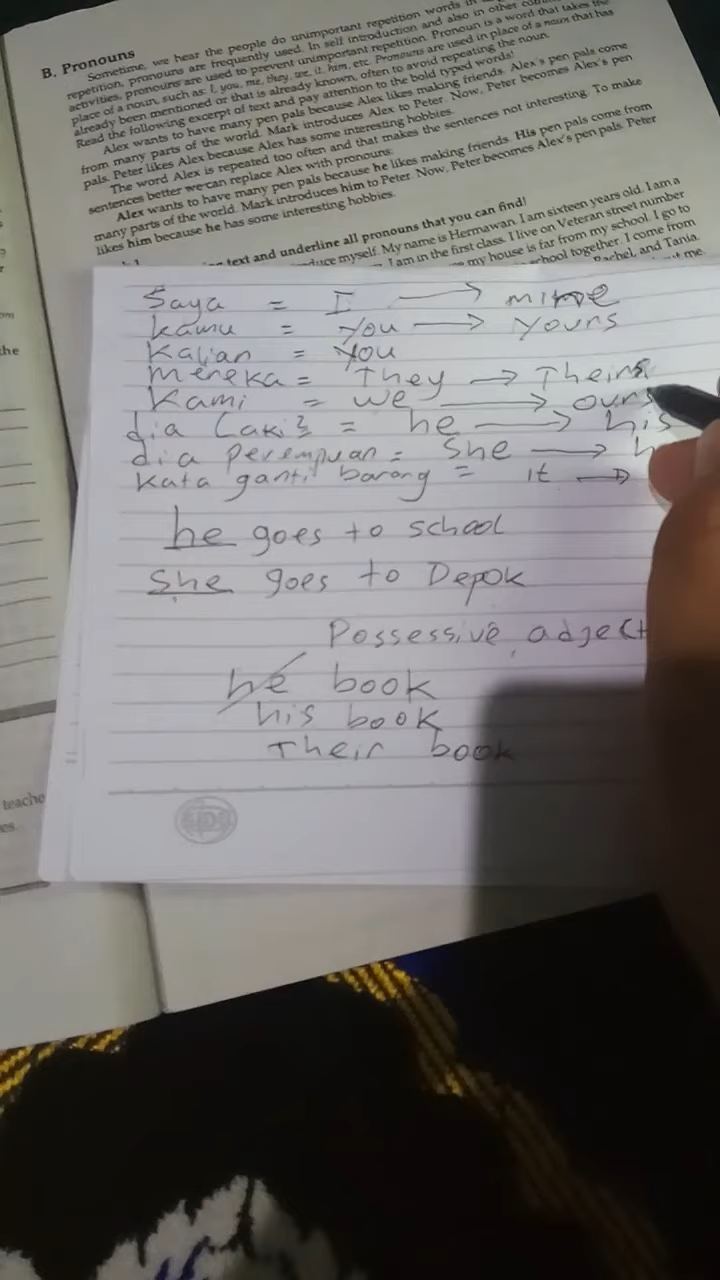 B. Pronouns
Sometime, we hear the people do unimportant repetition words in
repetition, pronouns are frequently used. In self introduction and also in other
activities, pronouns are used to prevent unimportant repetition. Pronoun is a word that takes the
place of a noun, such as: I, you, me, they, we, it, him, etc. Pronouns are used in place of a noun that has
already been mentioned or that is already known, often to avoid repeating the noun.
Read the following excerpt of text and pay attention to the bold typed words!
Alex wants to have many pen pals because Alex likes making friends. Alex's pen pals come
from many parts of the world. Mark introduces Alex to Peter. Now, Peter becomes Alex's pen
pals. Peter likes Alex because Alex has some interesting hobbies.
The word Alex is repeated too often and that makes the sentences not interesting. To make
sentences better we can replace Alex with pronouns.
Alex wants to have many pen pals because he likes making friends. His pen pals come from
many parts of the world. Mark introduces him to Peter. Now, Peter becomes Alex's pen pals. Peter
likes him because he has some interesting hobbies.
text and underline all pronouns that you can find!
myself. My name is Hermawan. I am sixteen years old. I am a
I am in the first class. I live on Veteran street number
my house is far from my school. I go to
school together. I come from
Rachel, and Tania.
me.
the
Saya = I → mine
kamu = you → yours
Kalian = You
mereka = They → Theirs
Kami = we → ours
dia Laki2 = he → his
dia perempuan = She → h
kata ganti barang = it →
he goes to school
She goes to Depok
Possessive adject
he book
his book
Their book
teache
es.